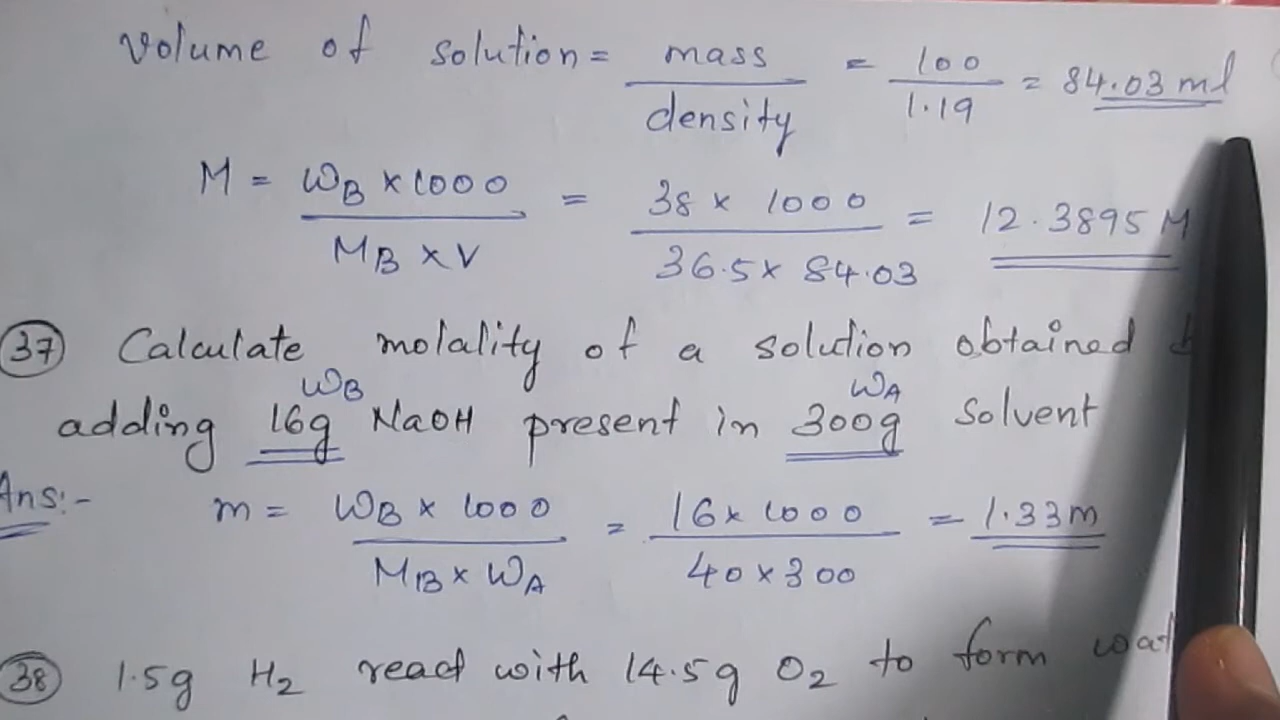 Volume of solution = mass / density = 100 / 1.19 = 84.03 ml
M = WB × 1000 / MB × V = 38 × 1000 / 36.5 × 84.03 = 12.3895 M
37 Calculate molality of a solution obtained
WB WA
adding 16g NaOH present in 300g solvent
Ans:- m = WB × 1000 / MB × WA = 16 × 1000 / 40 × 300 = 1.33m
38 1.5g H2 react with 14.5g O2 to form wat